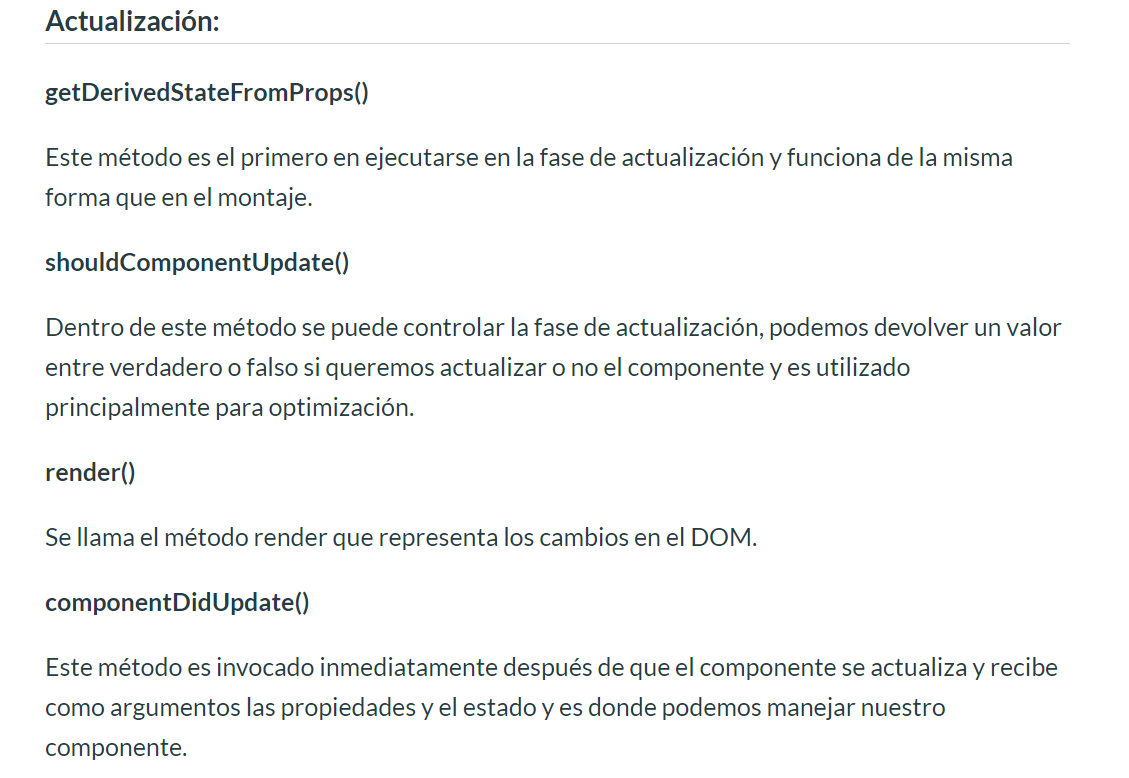 Actualización:
getDerivedStateFromProps()
Este método es el primero en ejecutarse en la fase de actualización y funciona de la misma
forma que en el montaje.
shouldComponentUpdate()
Dentro de este método se puede controlar la fase de actualización, podemos devolver un valor
entre verdadero o falso si queremos actualizar o no el componente y es utilizado
principalmente para optimización.
render()
Se llama el método render que representa los cambios en el DOM.
componentDidUpdate()
Este método es invocado inmediatamente después de que el componente se actualiza y recibe
como argumentos las propiedades y el estado y es donde podemos manejar nuestro
componente.